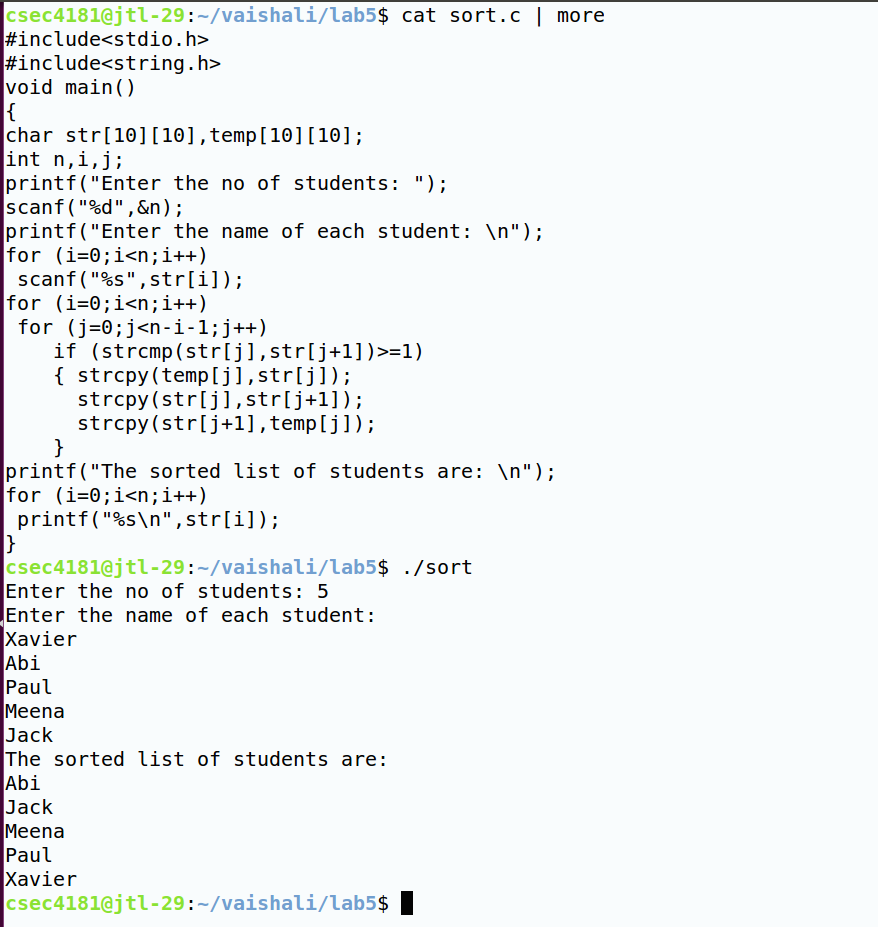 csec4181@jtl-29:~/vaishali/lab5$ cat sort.c | more
#include<stdio.h>
#include<string.h>
void main()
{
char str[10][10],temp[10][10];
int n,i,j;
printf("Enter the no of students: ");
scanf("%d",&n);
printf("Enter the name of each student: \n");
for (i=0;i<n;i++)
 scanf("%s",str[i]);
for (i=0;i<n;i++)
 for (j=0;j<n-i-1;j++)
    if (strcmp(str[j],str[j+1])>=1)
    { strcpy(temp[j],str[j]);
      strcpy(str[j],str[j+1]);
      strcpy(str[j+1],temp[j]);
    }
printf("The sorted list of students are: \n");
for (i=0;i<n;i++)
 printf("%s\n",str[i]);
}
csec4181@jtl-29:~/vaishali/lab5$ ./sort
Enter the no of students: 5
Enter the name of each student:
Xavier
Abi
Paul
Meena
Jack
The sorted list of students are:
Abi
Jack
Meena
Paul
Xavier
csec4181@jtl-29:~/vaishali/lab5$